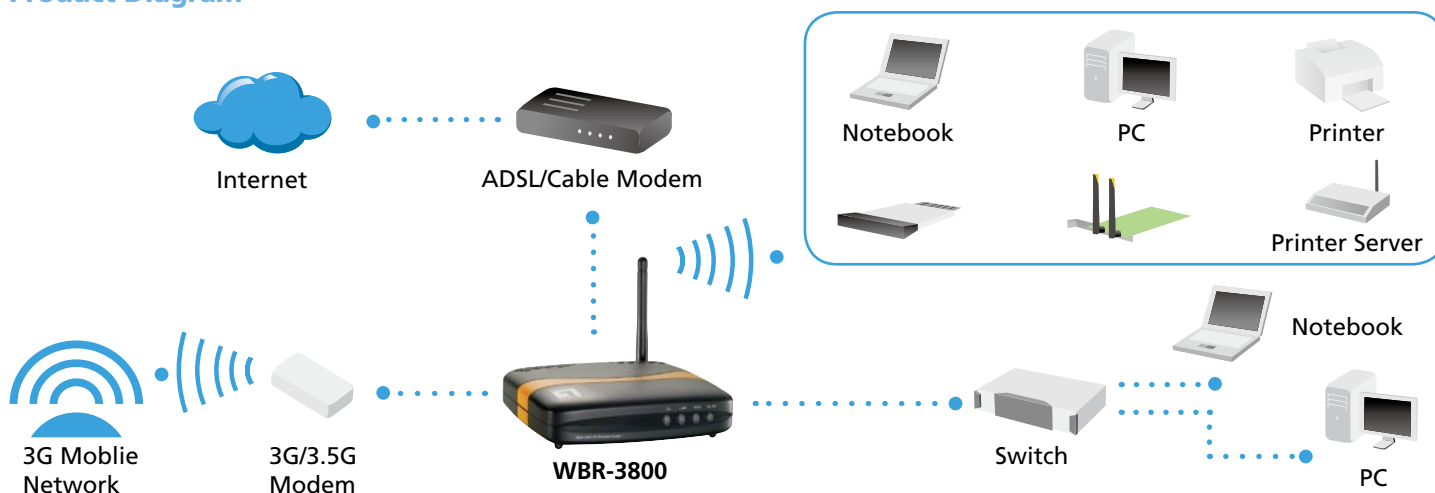 Product Diagram
Internet
ADSL/Cable Modem
Notebook
PC
Printer
Printer Server
3G Moblie
Network
3G/3.5G
Modem
WBR-3800
Switch
Notebook
PC